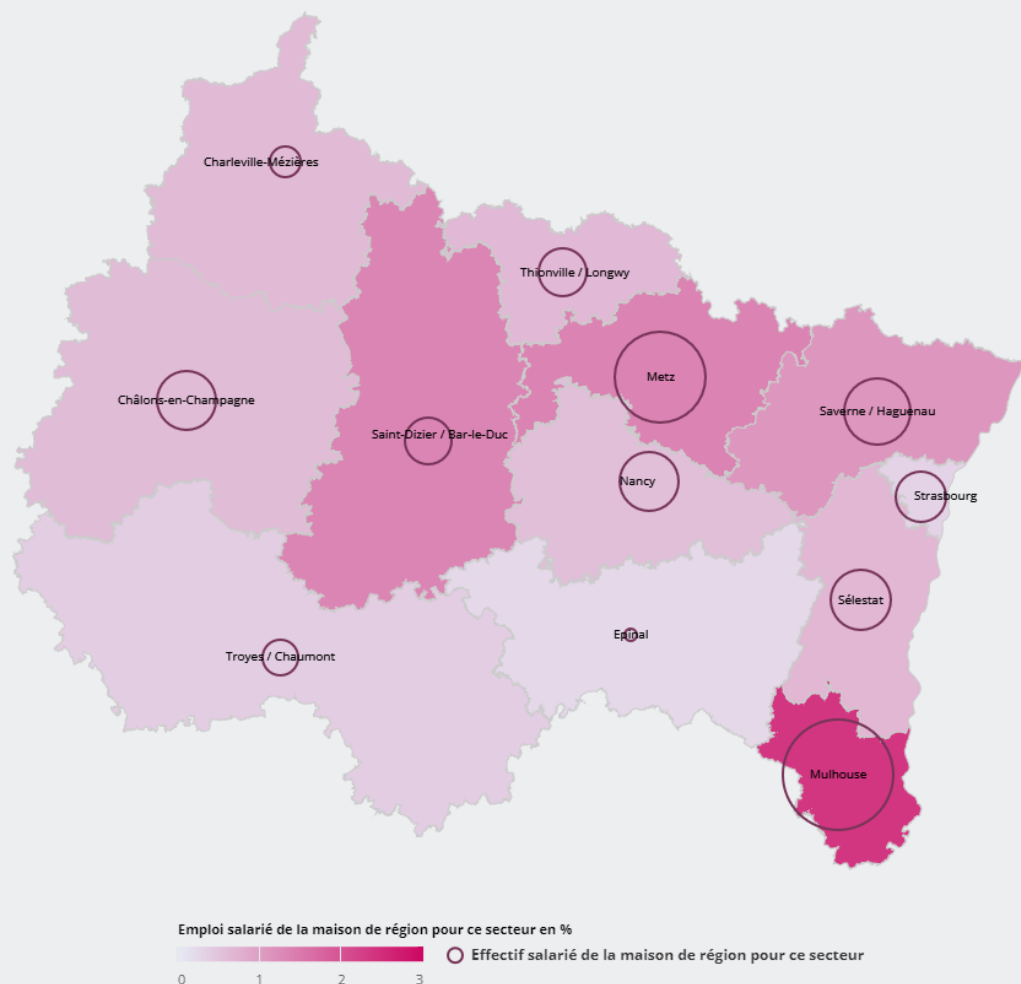 Charleville-Mézières
Thionville / Longwy
Metz
Châlons-en-Champagne
Saverne / Haguenau
Saint-Dizier / Bar-le-Duc
Nancy
Strasbourg
Sélestat
Epinal
Troyes / Chaumont
Mulhouse
Emploi salarié de la maison de région pour ce secteur en %
Effectif salarié de la maison de région pour ce secteur
0 1 2 3